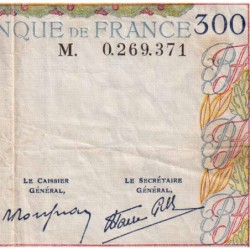 NQUE DE FRANCE 300
M. 0.269.371
LE CAISSIER GÉNÉRAL,
LE SECRÉTAIRE GÉNÉRAL,